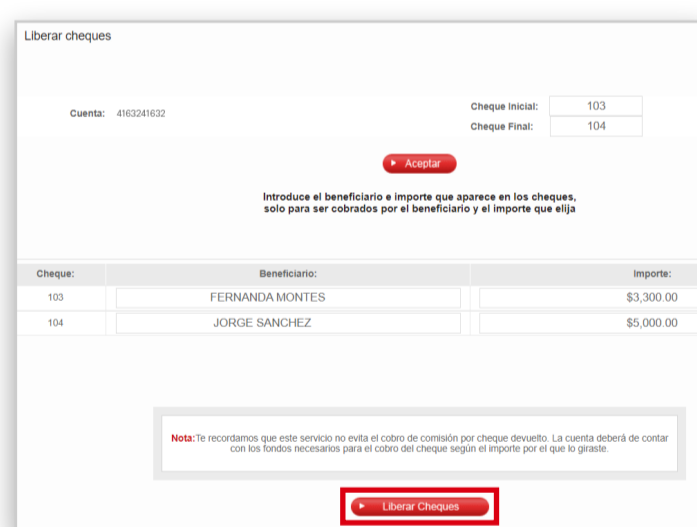 Liberar cheques
Cuenta: 4163241632
Cheque Inicial: 103
Cheque Final: 104
Aceptar
Introduce el beneficiario e importe que aparece en los cheques,
solo para ser cobrados por el beneficiario y el importe que elija
Cheque: Beneficiario: Importe:
103 FERNANDA MONTES $3,300.00
104 JORGE SANCHEZ $5,000.00
Nota:Te recordamos que este servicio no evita el cobro de comisión por cheque devuelto. La cuenta deberá de contar
con los fondos necesarios para el cobro del cheque según el importe por el que lo giraste.
Liberar Cheques